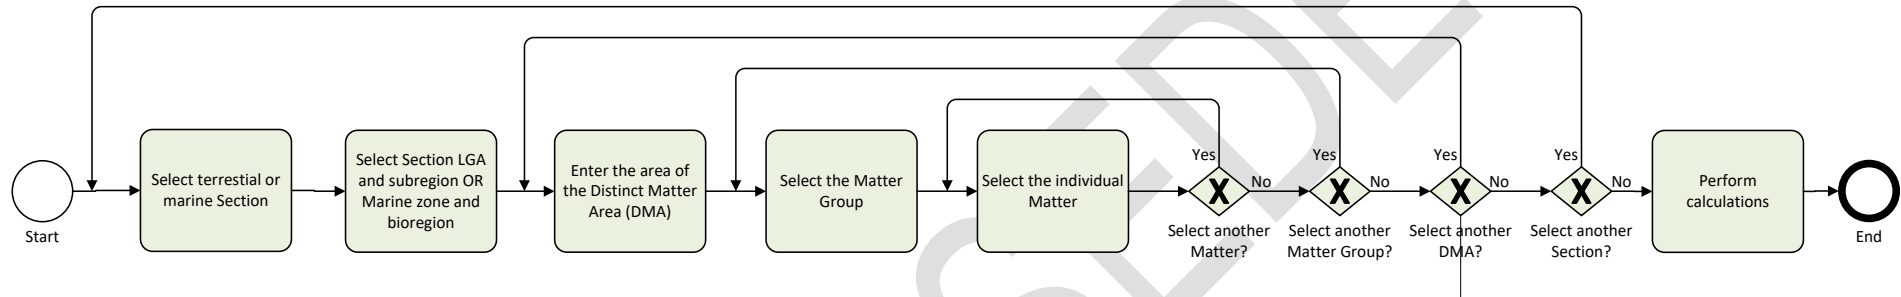 Start
Select terrestial or
marine Section
Select Section LGA
and subregion OR
Marine zone and
bioregion
Enter the area of
the Distinct Matter
Area (DMA)
Select the Matter
Group
Select the individual
Matter
Yes
X
No
Select another
Matter?
Yes
X
No
Select another
Matter Group?
Yes
X
No
Select another
DMA?
Yes
X
No
Select another
Section?
Perform
calculations
End